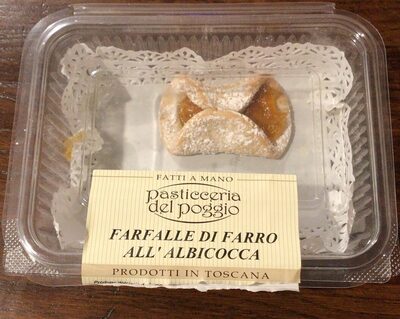 FATTI A MANO
Pasticceria
del Poggio
FARFALLE DI FARRO
ALL' ALBICOCCA
PRODOTTI IN TOSCANA